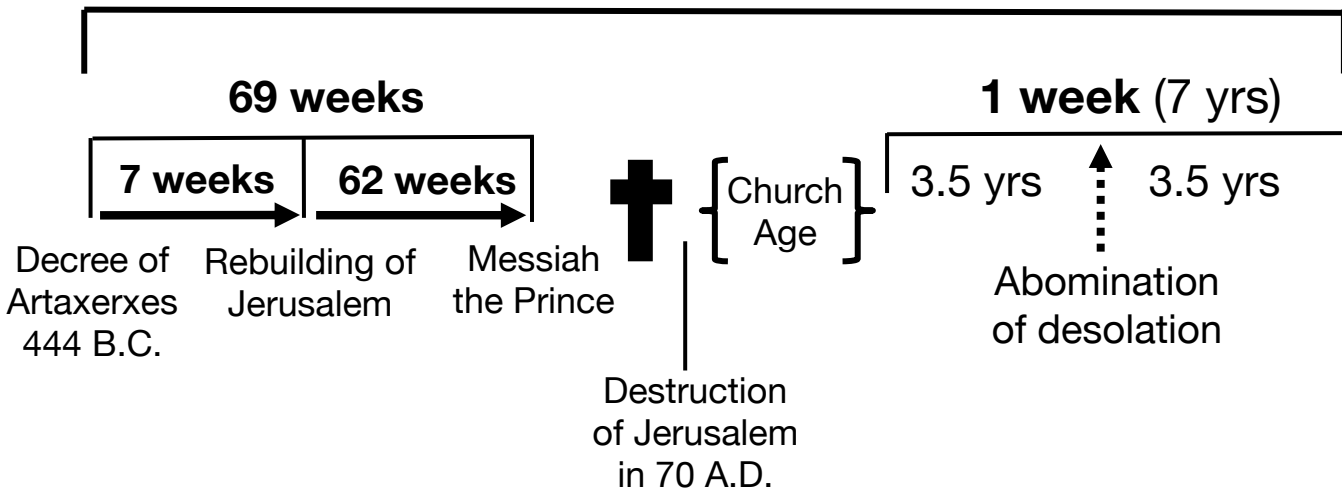 69 weeks
1 week (7 yrs)
7 weeks
62 weeks
Church
Age
3.5 yrs
3.5 yrs
Decree of
Artaxerxes
444 B.C.
Rebuilding of
Jerusalem
Messiah
the Prince
Abomination
of desolation
Destruction
of Jerusalem
in 70 A.D.